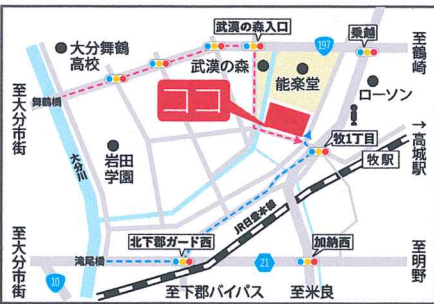 武漢の森入口
197
乗越
至鶴崎
大分舞鶴
高校
武漢の森
能楽堂
ローソン
ココ
舞鶴橋
至大分市街
大分川
岩田
学園
牧1丁目
牧駅
→高城駅
JR日豊本線
北下郡ガード西
加納西
滝尾橋
21
10
至大分市街
至明野
至下郡バイパス
至米良